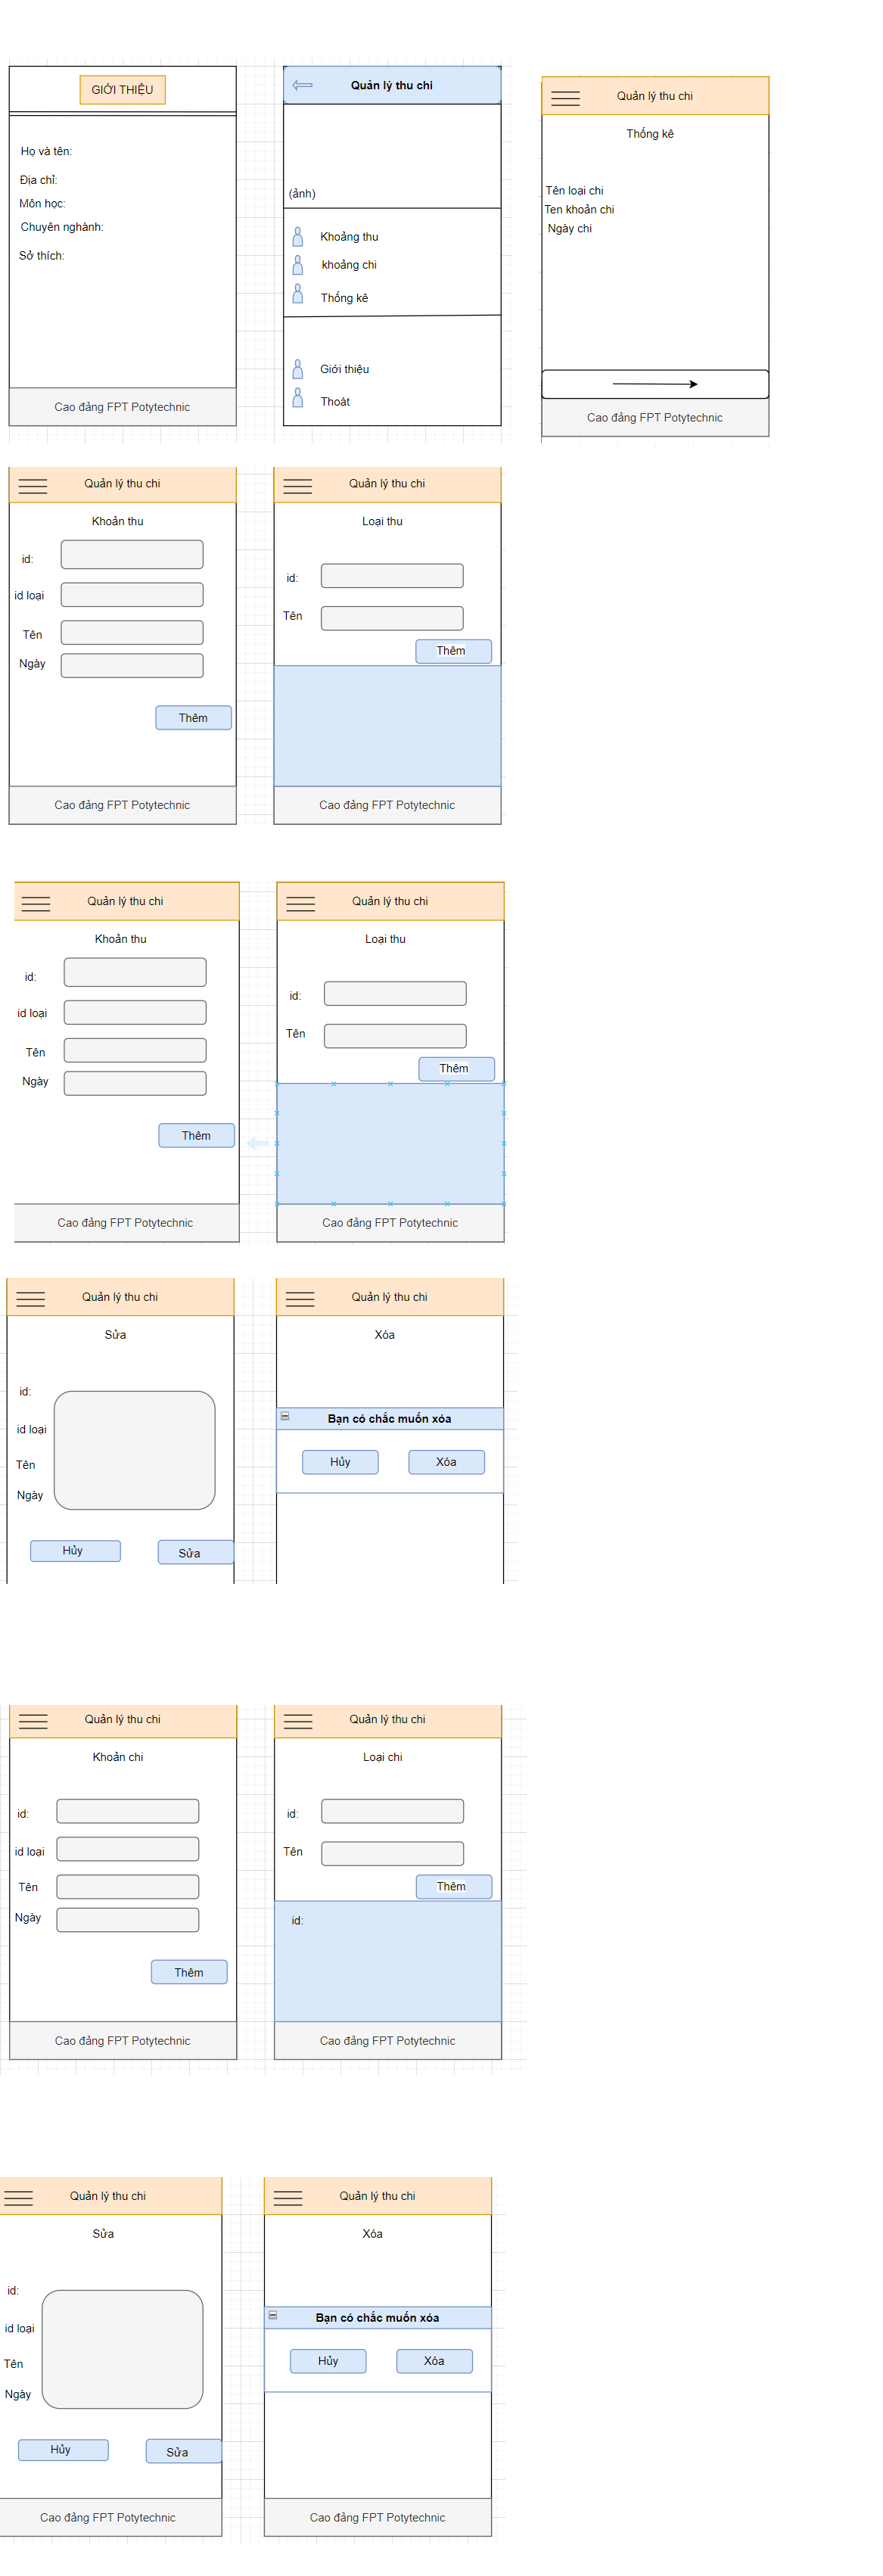 GIỚI THIỆU
Họ và tên:
Địa chỉ:
Môn học:
Chuyên nghành:
Sở thích:
Cao đẳng FPT Potytechnic
Quản lý thu chi
(ảnh)
Khoảng thu
khoảng chi
Thống kê
Giới thiệu
Thoát
Quản lý thu chi
Thống kê
Tên loại chi
Ten khoản chi
Ngày chi
Cao đẳng FPT Potytechnic
Quản lý thu chi
Khoản thu
id:
id loại
Tên
Ngày
Thêm
Cao đẳng FPT Potytechnic
Quản lý thu chi
Loại thu
id:
Tên
Thêm
Cao đẳng FPT Potytechnic
Quản lý thu chi
Khoản thu
id:
id loại
Tên
Ngày
Thêm
Cao đẳng FPT Potytechnic
Quản lý thu chi
Loại thu
id:
Tên
Thêm
Cao đẳng FPT Potytechnic
Quản lý thu chi
Sửa
id:
id loại
Tên
Ngày
Hủy
Sửa
Quản lý thu chi
Xóa
Bạn có chắc muốn xóa
Hủy
Xóa
Quản lý thu chi
Khoản chi
id:
id loại
Tên
Ngày
Thêm
Cao đẳng FPT Potytechnic
Quản lý thu chi
Loại chi
id:
Tên
Thêm
id:
Cao đẳng FPT Potytechnic
Quản lý thu chi
Sửa
id:
id loại
Tên
Ngày
Hủy
Sửa
Cao đẳng FPT Potytechnic
Quản lý thu chi
Xóa
Bạn có chắc muốn xóa
Hủy
Xóa
Cao đẳng FPT Potytechnic